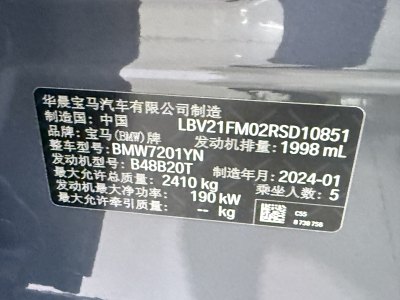 华晨宝马汽车有限公司制造
制造国：中国 LBV21FM02RSD10851
品牌：宝马(BMW)牌 发动机排量：1998 mL
整车型号：BMW7201YN
发动机型号：B48B20T 制造年月：2024-01
最大允许总质量：2410 kg 乘坐人数：5
发动机最大净功率：190 kW
最大允许牵引质量：-- kg
C55
8 738 758